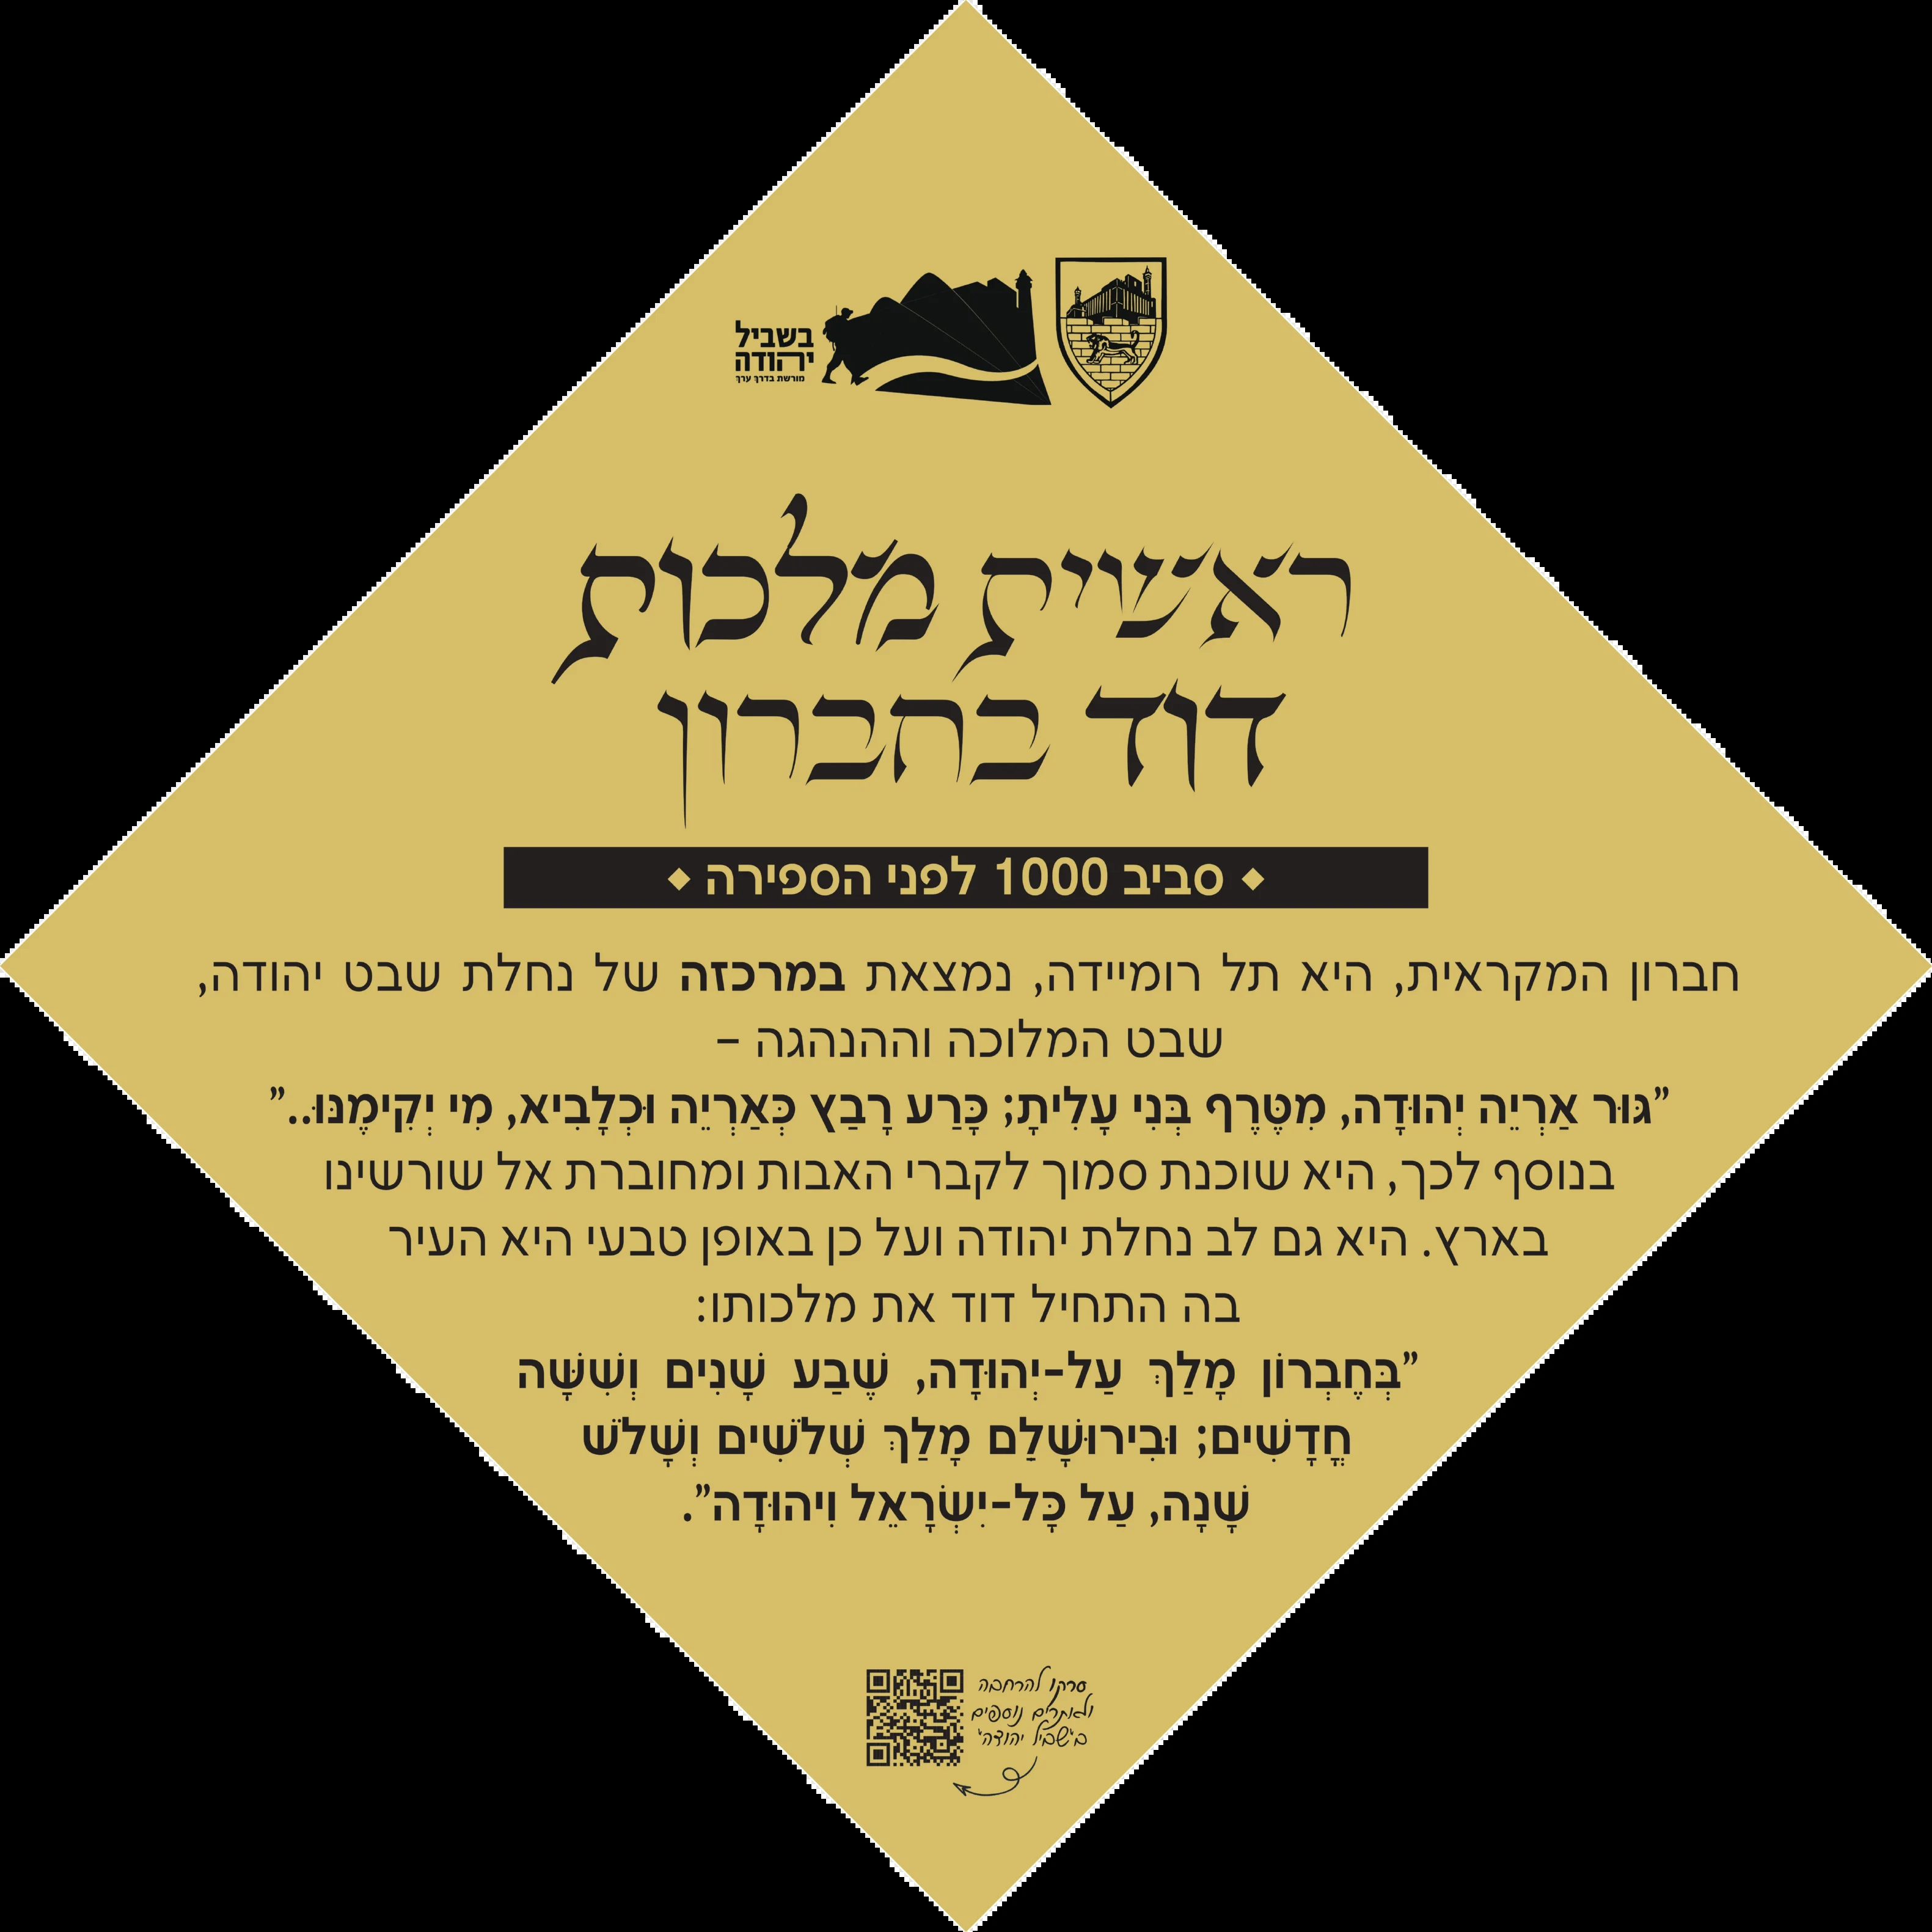 בשביל
יהודה
מורשת בדרך ערך
ראשית מלכות
דוד בחברון
סביב 1000 לפני הספירה
חברון המקראית, היא תל רומיידה, נמצאת במרכזה של נחלת שבט יהודה,
שבט המלוכה וההנהגה –
"גּוּר אַרְיֵה יְהוּדָה, מִטֶּרֶף בְּנִי עָלִיתָ; כָּרַע רָבַץ כְּאַרְיֵה וּכְלָבִיא, מִי יְקִימֶנּוּ.."
בנוסף לכך, היא שוכנת סמוך לקברי האבות ומחוברת אל שורשינו
בארץ. היא גם לב נחלת יהודה ועל כן באופן טבעי היא העיר
בה התחיל דוד את מלכותו:
"בְּחֶבְרוֹן מָלַךְ עַל-יְהוּדָה, שֶׁבַע שָׁנִים וְשִׁשָּׁה
חֳדָשִׁים; וּבִירוּשָׁלִַם מָלַךְ שְׁלֹשִׁים וְשָׁלֹשׁ
שָׁנָה, עַל כָּל-יִשְׂרָאֵל וִיהוּדָה".
סרקו להרחבה
ולאתרים נוספים
ב'שביל יהודה'